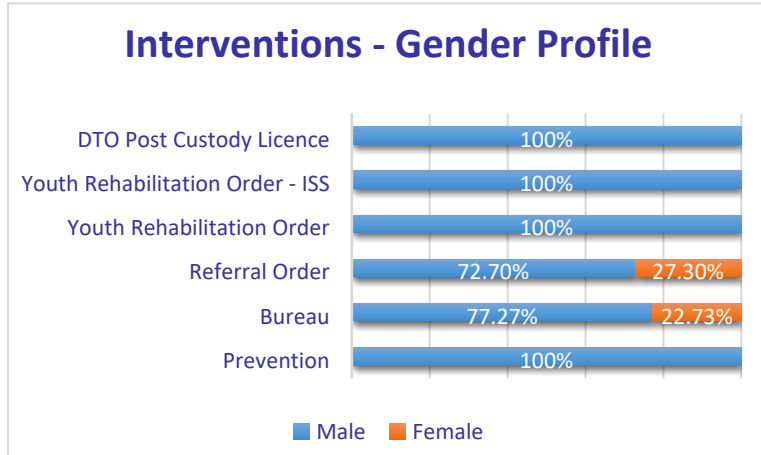 Interventions - Gender Profile
DTO Post Custody Licence
100%
Youth Rehabilitation Order - ISS
100%
Youth Rehabilitation Order
100%
Referral Order
72.70%
27.30%
Bureau
77.27%
22.73%
Prevention
100%
Male
Female